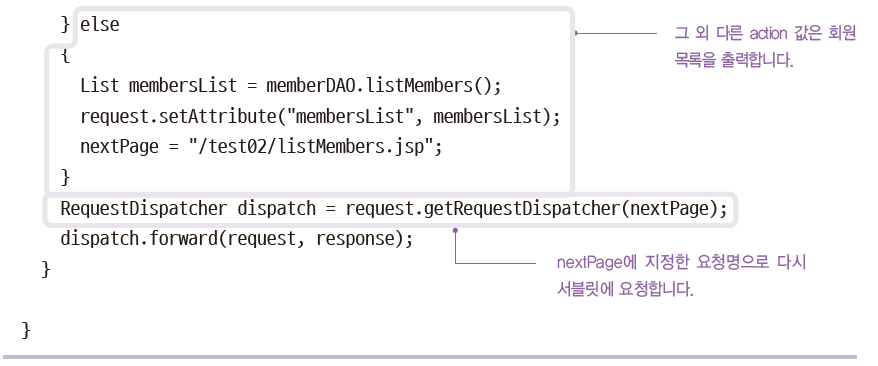 } else
그 외 다른 action 값은 회원
목록을 출력합니다.
{
List membersList = memberDAO.listMembers();
request.setAttribute("membersList", membersList);
nextPage = "/test02/listMembers.jsp";
}
RequestDispatcher dispatch = request.getRequestDispatcher(nextPage);
dispatch.forward(request, response);
nextPage에 지정한 요청명으로 다시
서블릿에 요청합니다.
}
}